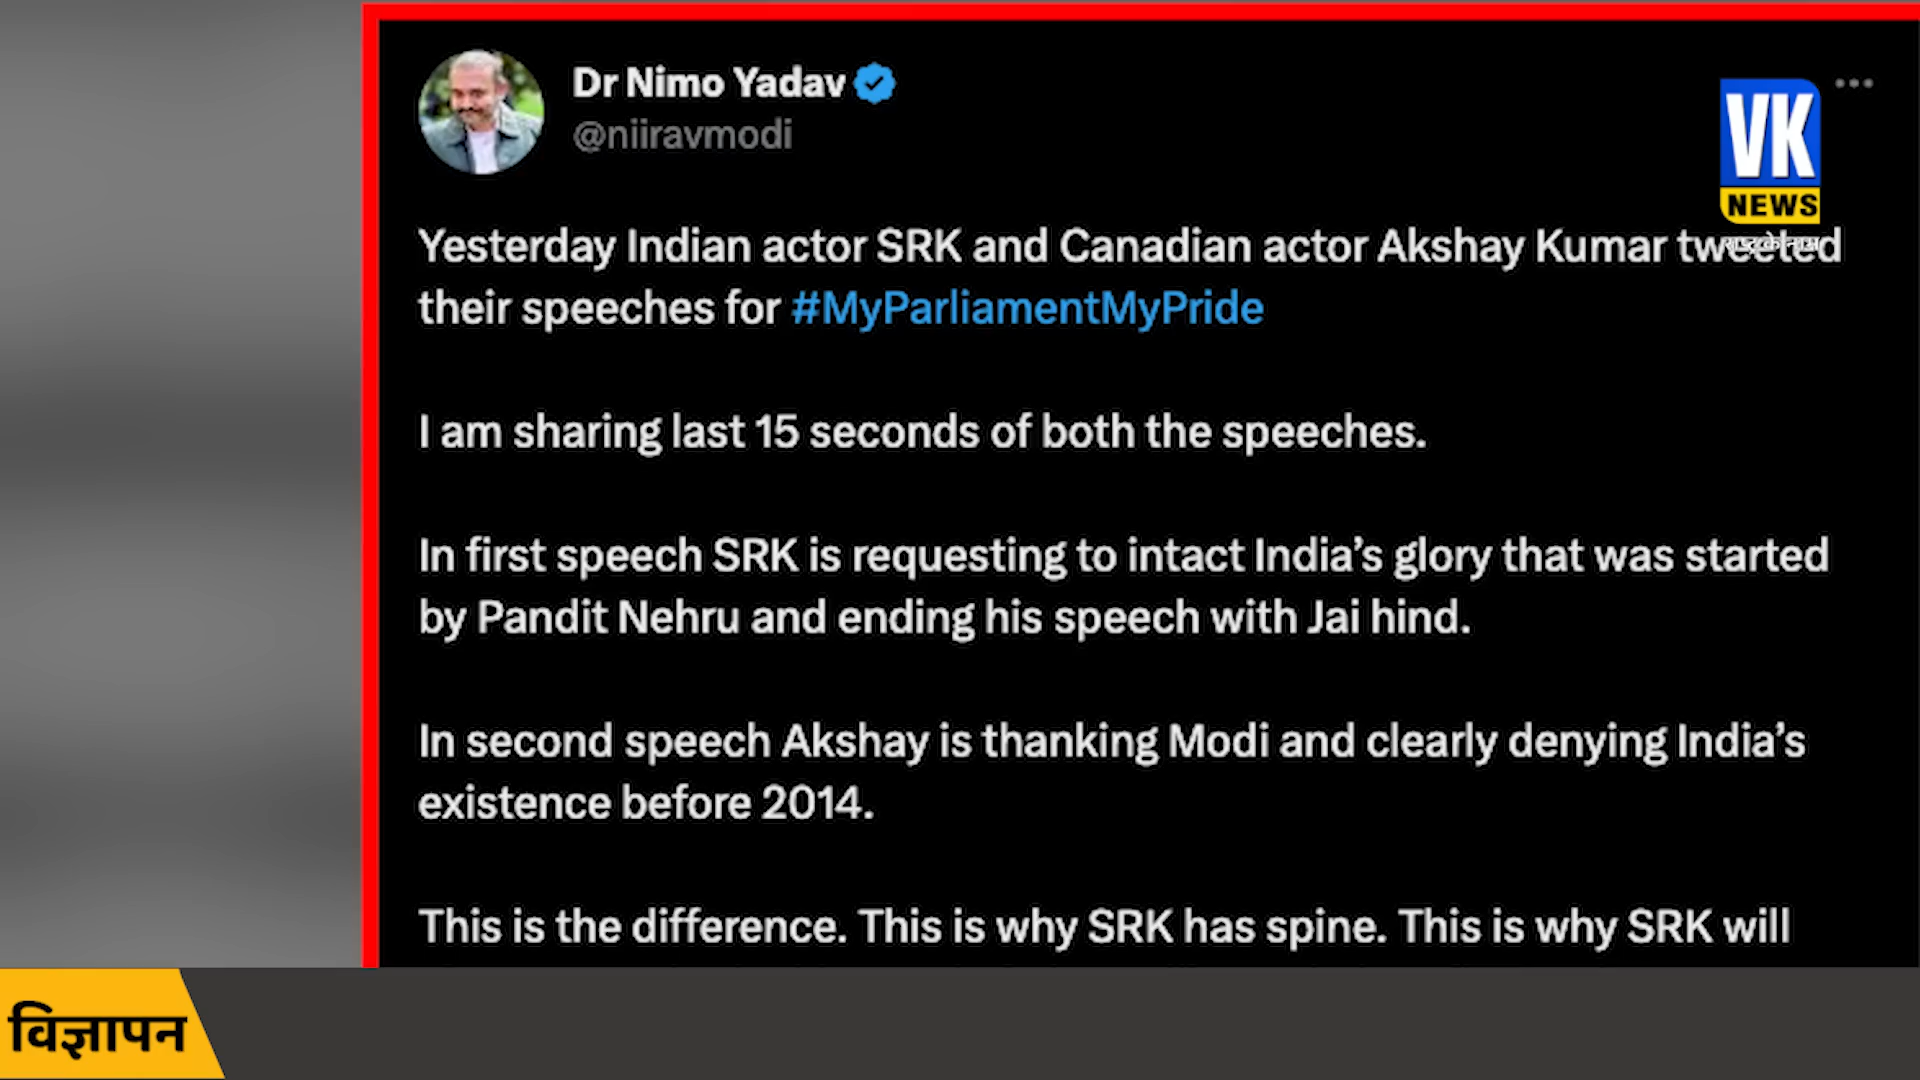 Dr Nimo Yadav
@niiravmodi
VK
NEWS
राष्ट्र के नाम
Yesterday Indian actor SRK and Canadian actor Akshay Kumar tweeted
their speeches for #MyParliamentMyPride
I am sharing last 15 seconds of both the speeches.
In first speech SRK is requesting to intact India’s glory that was started
by Pandit Nehru and ending his speech with Jai hind.
In second speech Akshay is thanking Modi and clearly denying India’s
existence before 2014.
This is the difference. This is why SRK has spine. This is why SRK will
विज्ञापन